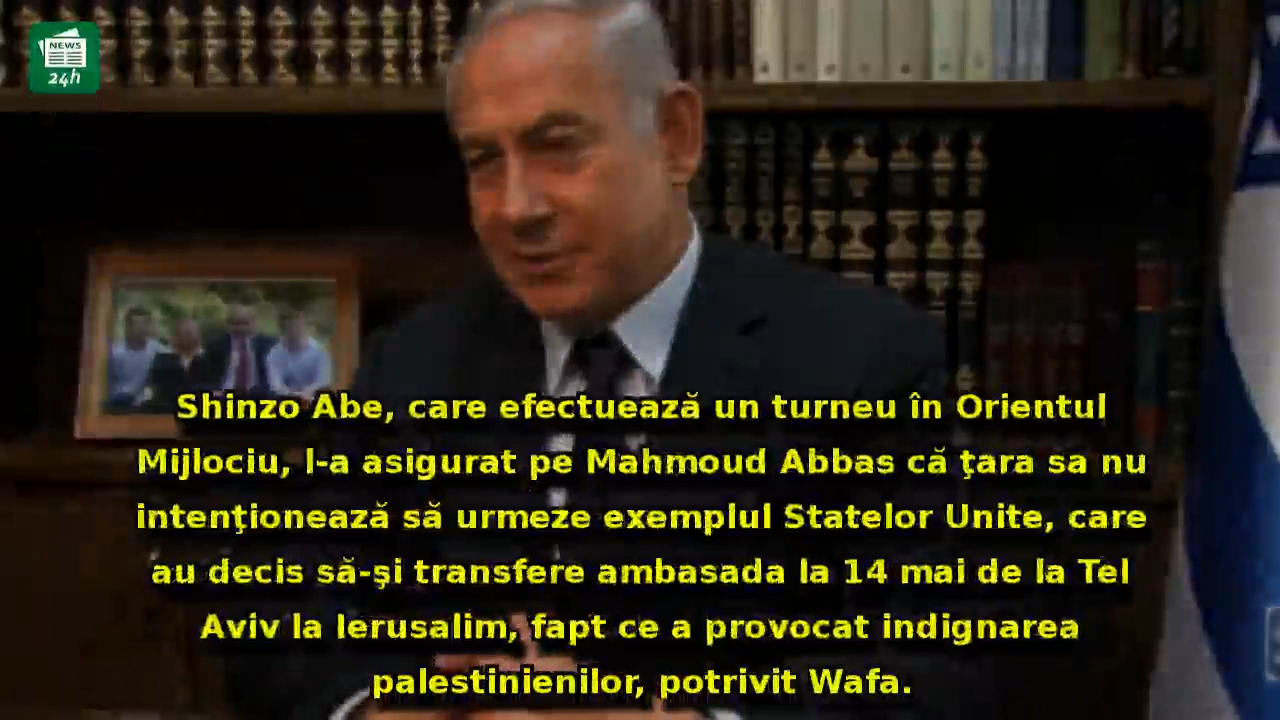 NEWS
24h
Shinzo Abe, care efectuează un turneu în Orientul
Mijlociu, l-a asigurat pe Mahmoud Abbas că ţara sa nu
intenţionează să urmeze exemplul Statelor Unite, care
au decis să-şi transfere ambasada la 14 mai de la Tel
Aviv la Ierusalim, fapt ce a provocat indignarea
palestinienilor, potrivit Wafa.